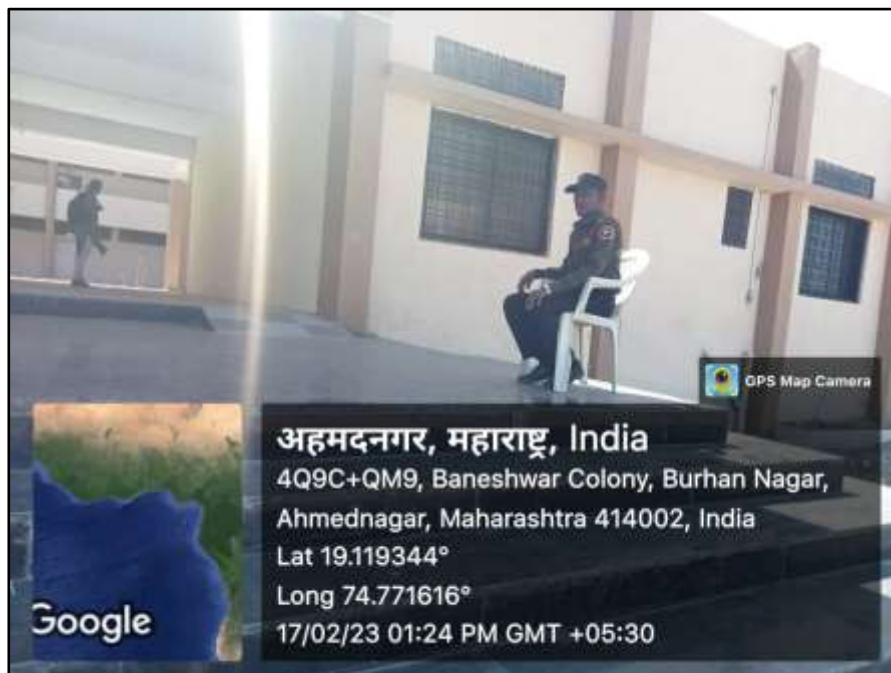 GPS Map Camera
अहमदनगर, महाराष्ट्र, India
4Q9C+QM9, Baneshwar Colony, Burhan Nagar,
Ahmednagar, Maharashtra 414002, India
Lat 19.119344°
Long 74.771616°
17/02/23 01:24 PM GMT +05:30
Google